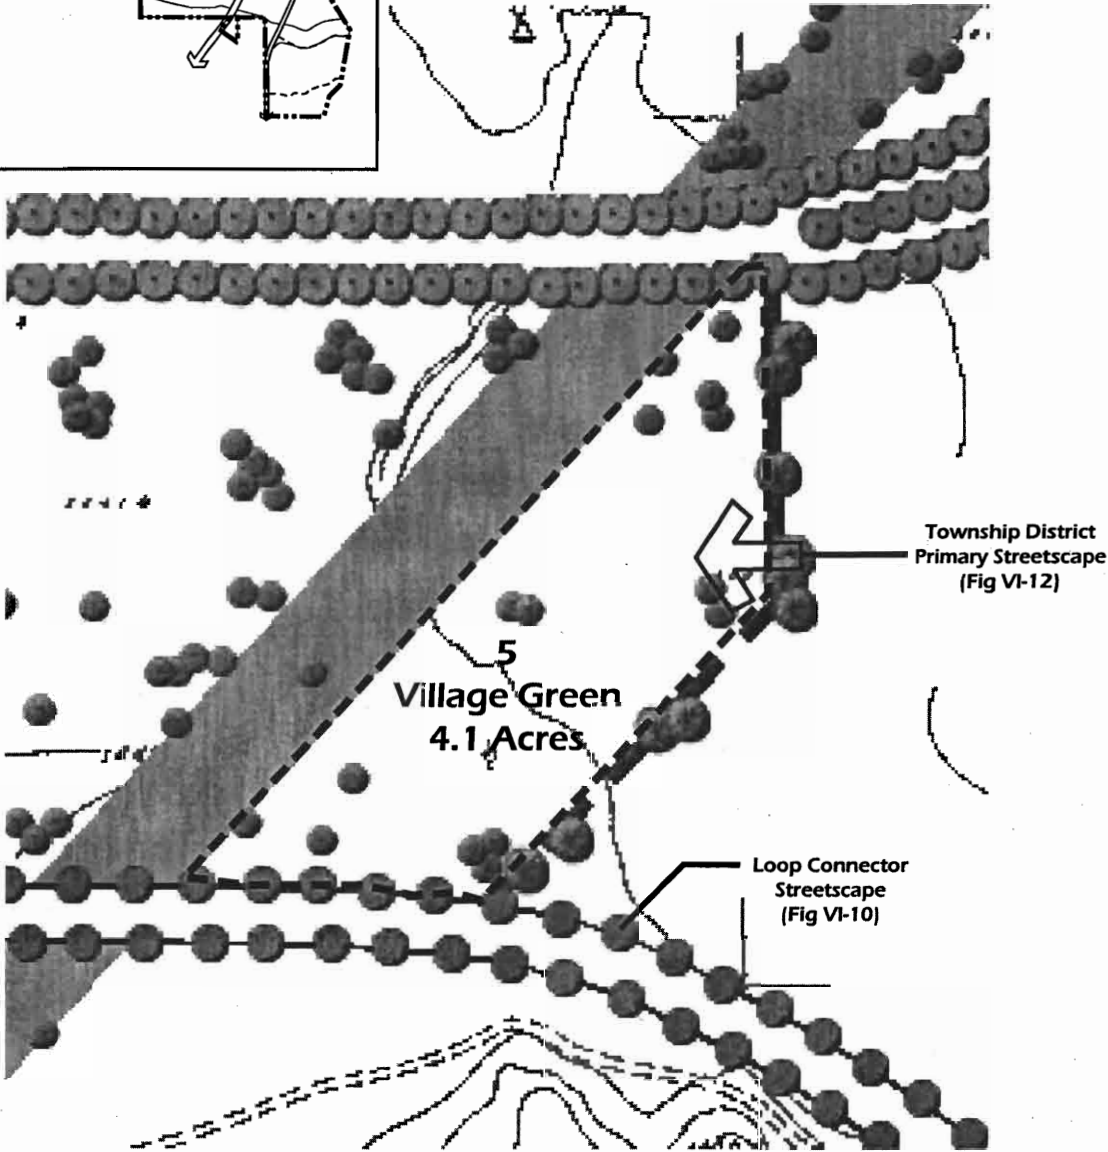 Township District
Primary Streetscape
(Fig VI-12)
5
Village Green
4.1 Acres
Loop Connector
Streetscape
(Fig VI-10)